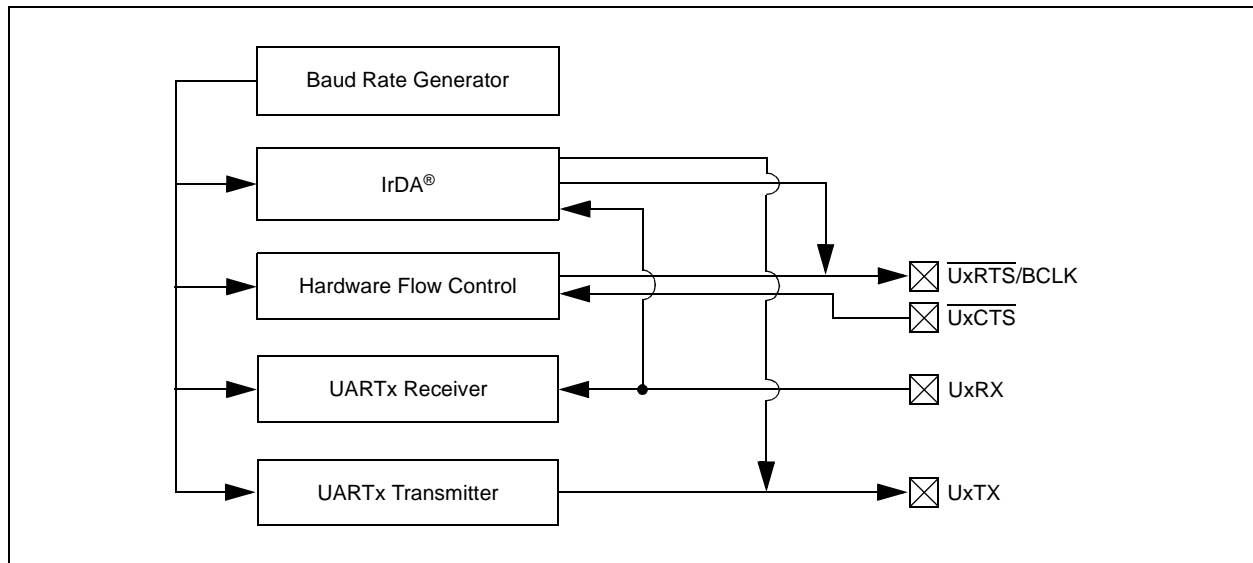 Baud Rate Generator
IrDA®
Hardware Flow Control
UxRTS/BCLK
UxCTS
UARTx Receiver
UxRX
UARTx Transmitter
UxTX